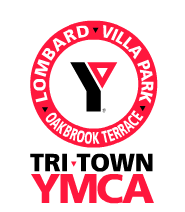 LOMBARD VILLA PARK
OAKBROOK TERRACE
Y
TRI TOWN
YMCA